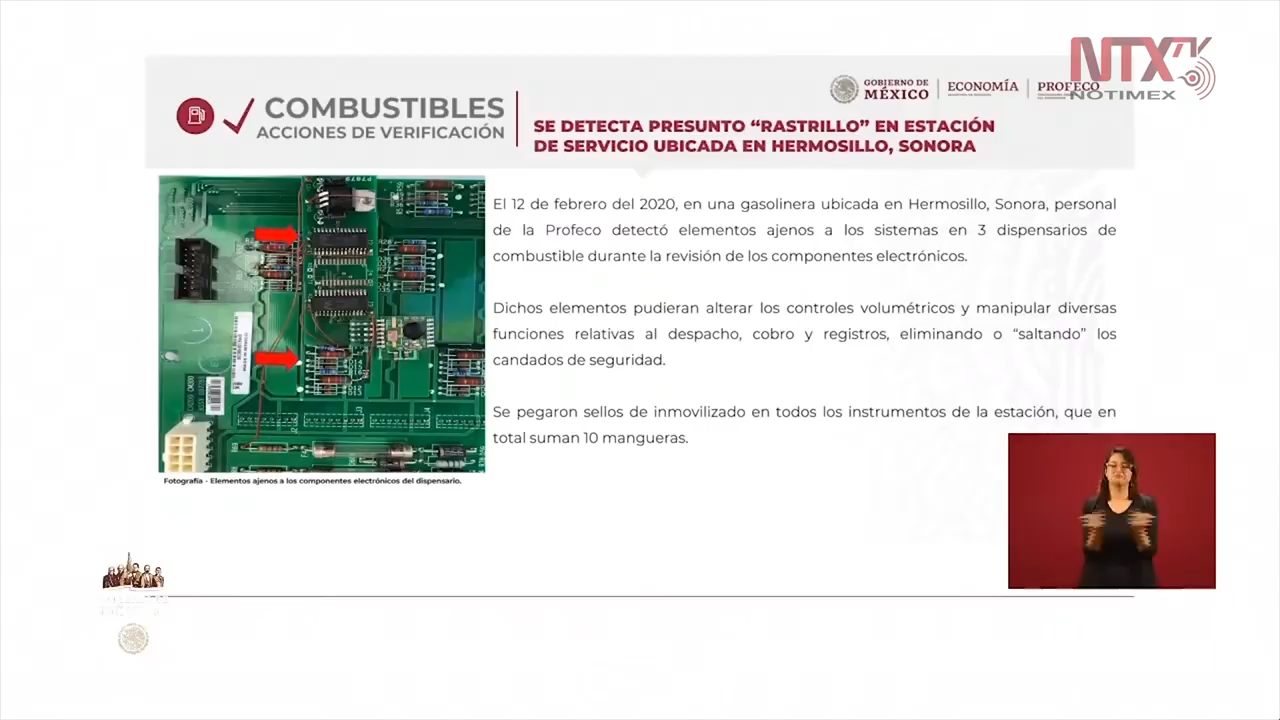 NTX
NOTIMEX
GOBIERNO DE
MÉXICO
ECONOMÍA
PROFECO
COMBUSTIBLES
ACCIONES DE VERIFICACIÓN
SE DETECTA PRESUNTO “RASTRILLO” EN ESTACIÓN
DE SERVICIO UBICADA EN HERMOSILLO, SONORA
El 12 de febrero del 2020, en una gasolinera ubicada en Hermosillo, Sonora, personal
de la Profeco detectó elementos ajenos a los sistemas en 3 dispensarios de
combustible durante la revisión de los componentes electrónicos.
Dichos elementos pudieran alterar los controles volumétricos y manipular diversas
funciones relativas al despacho, cobro y registros, eliminando o “saltando” los
candados de seguridad.
Se pegaron sellos de inmovilizado en todos los instrumentos de la estación, que en
total suman 10 mangueras.
Fotografía - Elementos ajenos a los componentes electrónicos del dispensario.